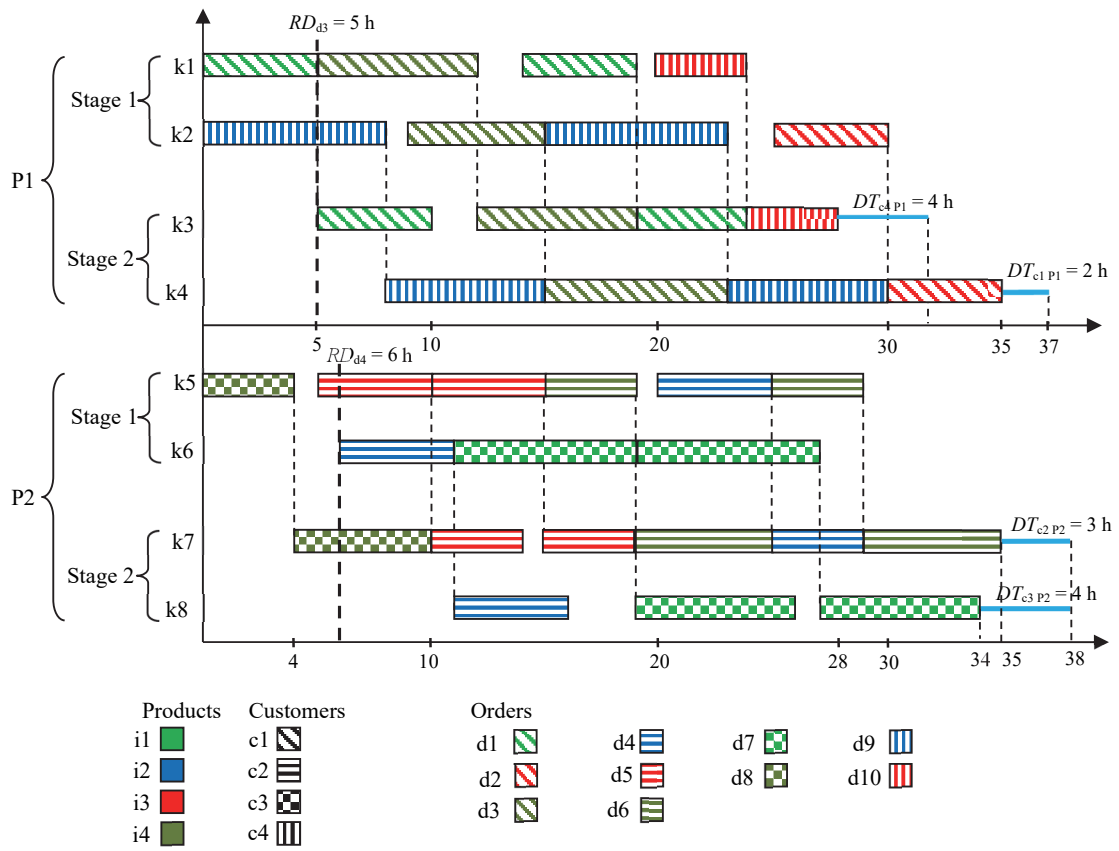 RDd3 = 5 h
k1
Stage 1
k2
P1
k3
DTc4 P1 = 4 h
Stage 2
DTc1 P1 = 2 h
k4
5
10
20
30
35
37
RDd4 = 6 h
k5
Stage 1
k6
P2
k7
DTc2 P2 = 3 h
Stage 2
DTc3 P2 = 4 h
k8
4
10
20
28
30
34
35
38
Products
Customers
Orders
i1
c1
d1
d4
d7
d9
i2
c2
d2
d5
d8
d10
i3
c3
d3
d6
i4
c4